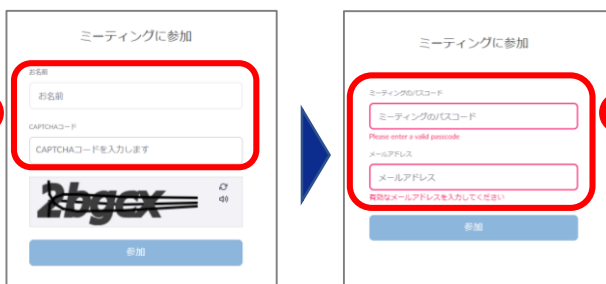 ミーティングに参加
お名前
お名前
CAPTCHAコード
CAPTCHAコードを入力します
2bgcx
参加
ミーティングに参加
ミーティングのパスコード
ミーティングのパスコード
Please enter a valid passcode
メールアドレス
メールアドレス
有効なメールアドレスを入力してください
参加